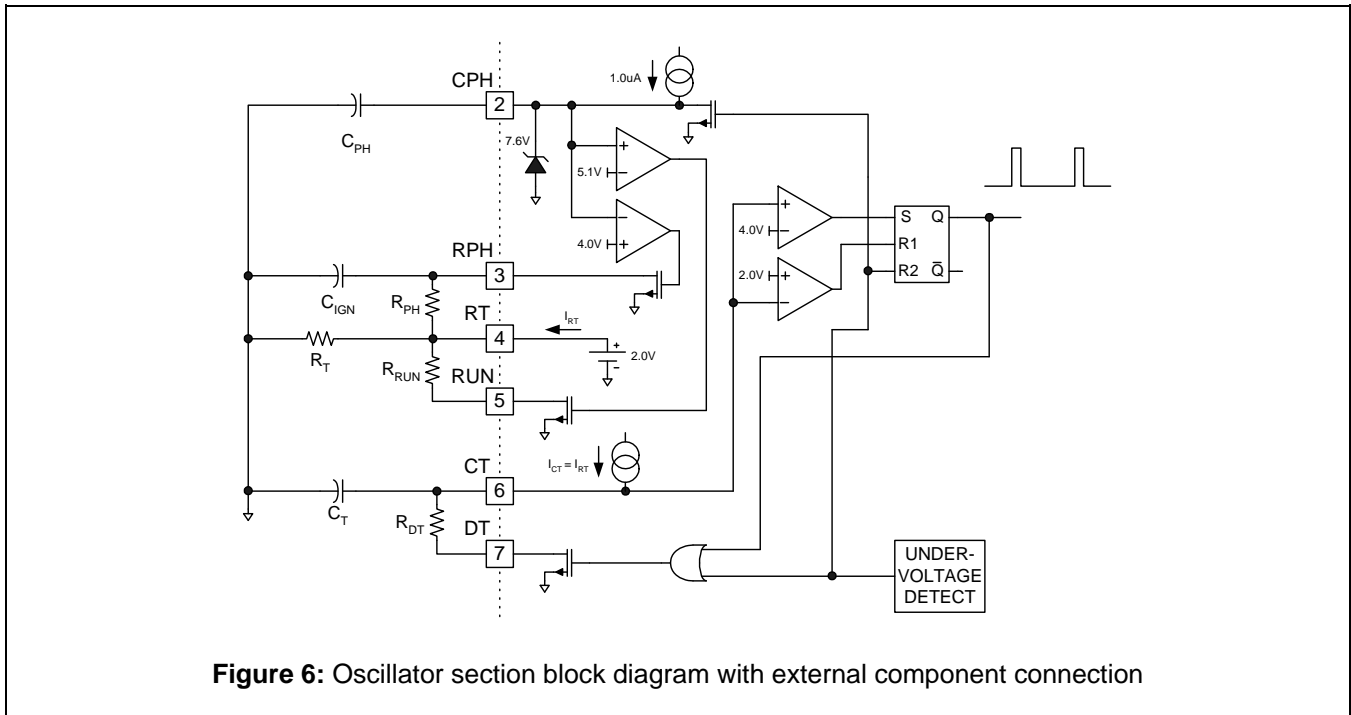 CPH
2
1.0uA
C_PH
7.6V
+
−
5.1V
−
+
4.0V
+
−
4.0V
S Q
R1
R2 Q̅
+
−
2.0V
RPH
3
C_IGN
R_PH
RT
4
I_RT
+
−
2.0V
R_T
R_RUN
RUN
5
CT
6
I_CT = I_RT
C_T
R_DT
DT
7
UNDER-
VOLTAGE
DETECT
Figure 6: Oscillator section block diagram with external component connection